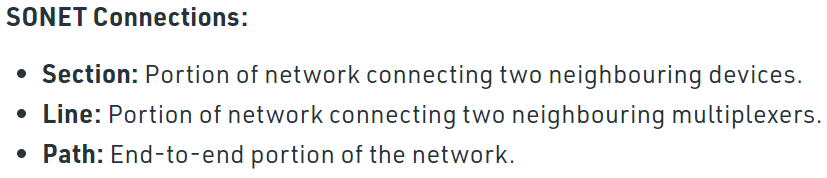 SONET Connections:
• Section: Portion of network connecting two neighbouring devices.
• Line: Portion of network connecting two neighbouring multiplexers.
• Path: End-to-end portion of the network.